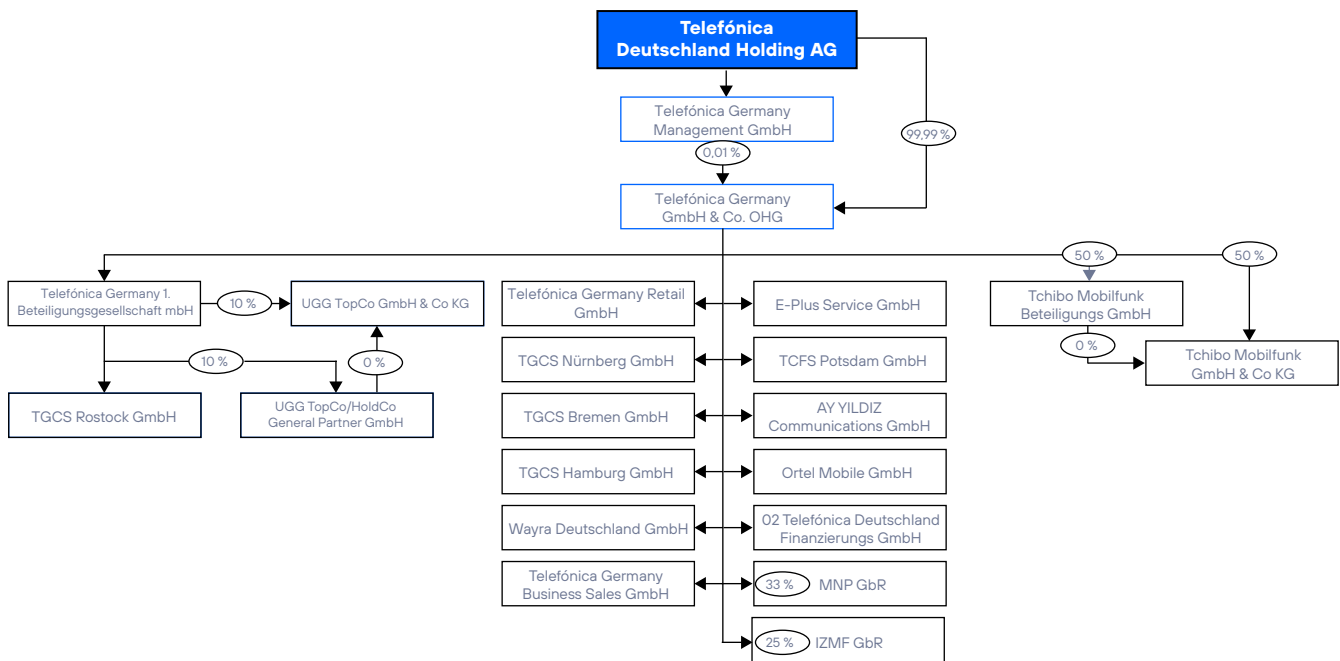 Telefónica
Deutschland Holding AG
Telefónica Germany
Management GmbH
99,99 %
0,01 %
Telefónica Germany
GmbH & Co. OHG
50 %
50 %
Telefónica Germany 1.
Beteiligungsgesellschaft mbH
10 %
UGG TopCo GmbH & Co KG
Telefónica Germany Retail
GmbH
E-Plus Service GmbH
Tchibo Mobilfunk
Beteiligungs GmbH
10 %
0 %
TGCS Nürnberg GmbH
TCFS Potsdam GmbH
0 %
Tchibo Mobilfunk
GmbH & Co KG
TGCS Rostock GmbH
UGG TopCo/HoldCo
General Partner GmbH
TGCS Bremen GmbH
AY YILDIZ
Communications GmbH
TGCS Hamburg GmbH
Ortel Mobile GmbH
Wayra Deutschland GmbH
02 Telefónica Deutschland
Finanzierungs GmbH
Telefónica Germany
Business Sales GmbH
33 % MNP GbR
25 % IZMF GbR